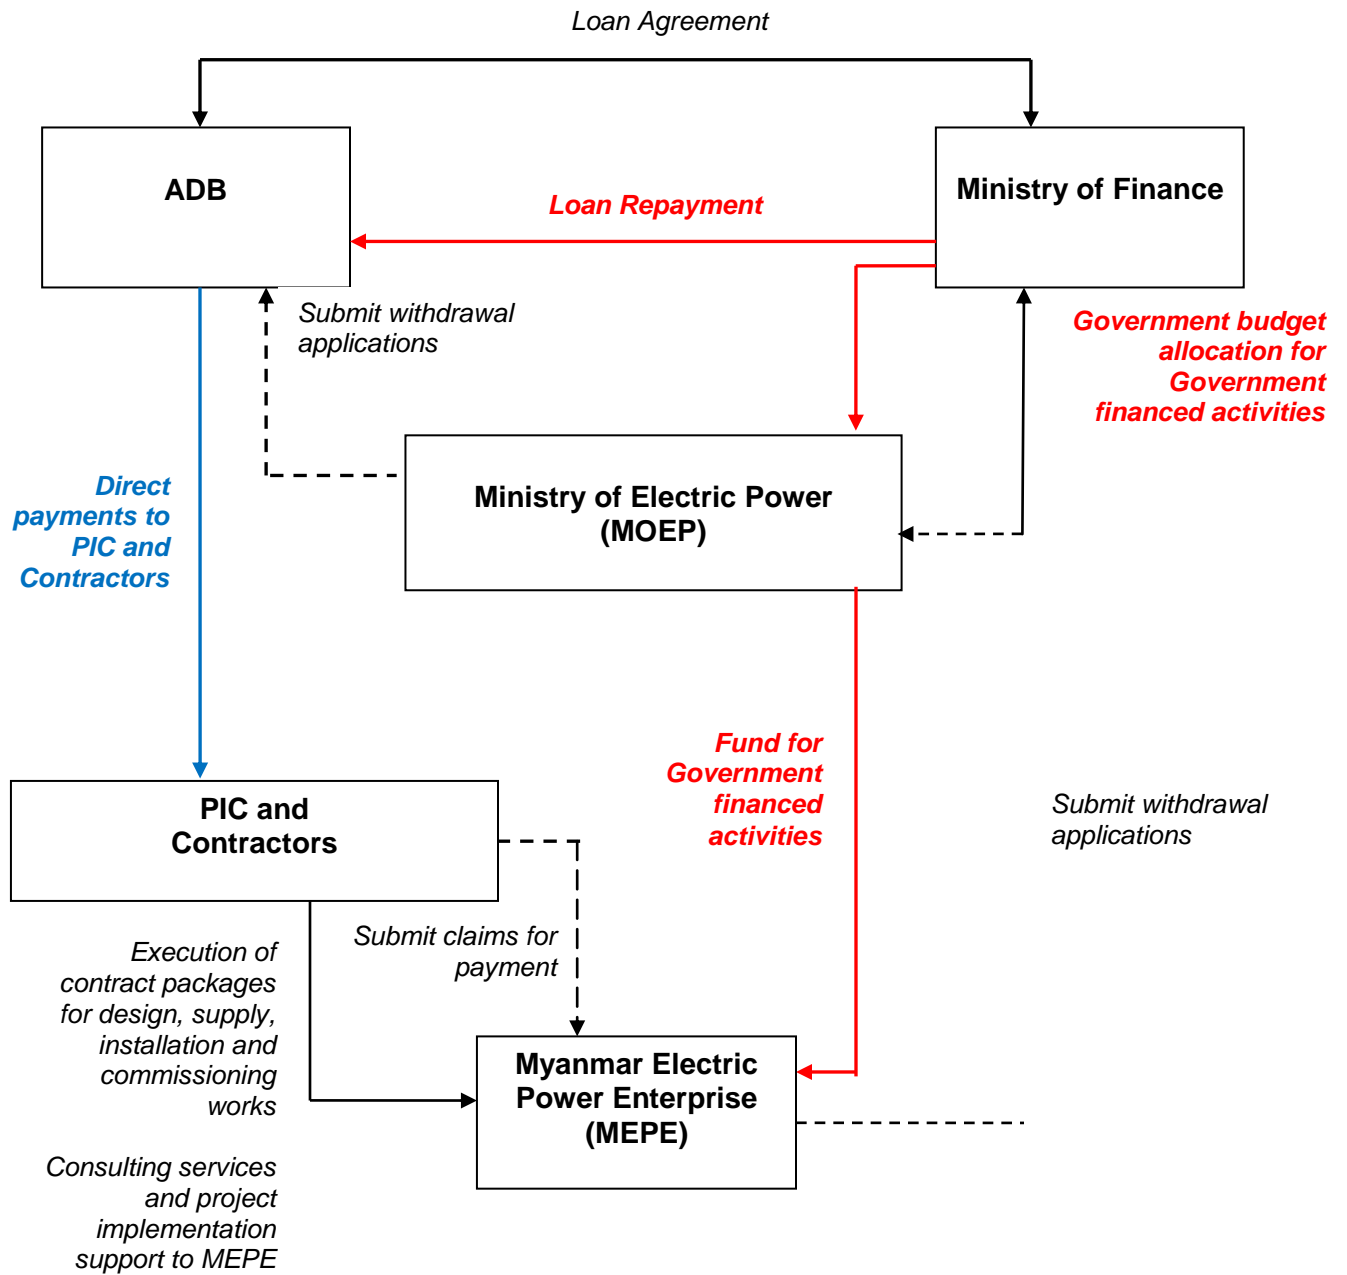 Loan Agreement
ADB
Ministry of Finance
Loan Repayment
Submit withdrawal
applications
Government budget
allocation for
Government
financed activities
Ministry of Electric Power
(MOEP)
Direct
payments to
PIC and
Contractors
Fund for
Government
financed
activities
PIC and
Contractors
Submit withdrawal
applications
Submit claims for
payment
Execution of
contract packages
for design, supply,
installation and
commissioning
works
Myanmar Electric
Power Enterprise
(MEPE)
Consulting services
and project
implementation
support to MEPE